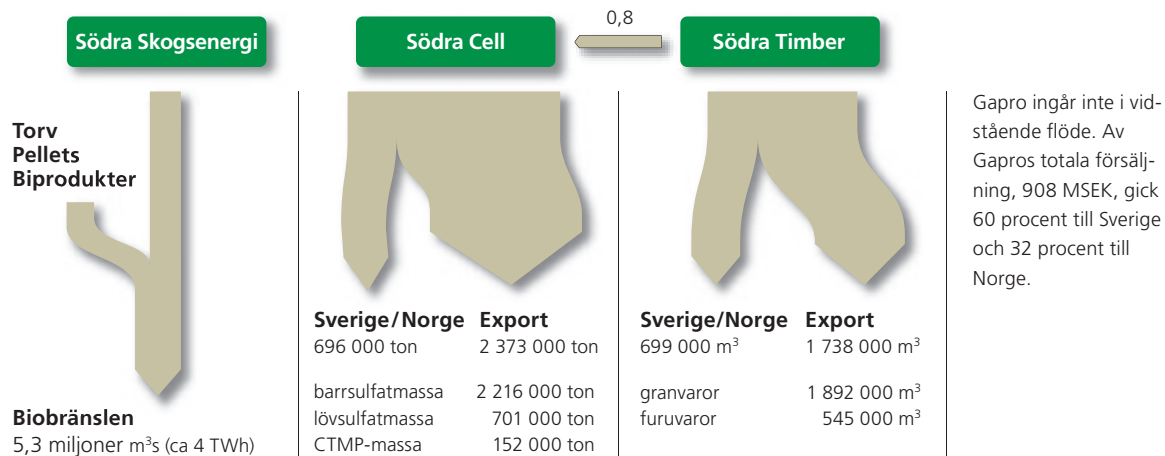 Södra Skogsenergi
Södra Cell
0,8
Södra Timber
Torv
Pellets
Biprodukter
Biobränslen
5,3 miljoner m³s (ca 4 TWh)
Sverige/Norge Export
696 000 ton 2 373 000 ton
barrsulfatmassa 2 216 000 ton
lövsulfatmassa 701 000 ton
CTMP-massa 152 000 ton
Sverige/Norge Export
699 000 m³ 1 738 000 m³
granvaror 1 892 000 m³
furuvaror 545 000 m³
Gapro ingår inte i vid-
stående flöde. Av
Gapros totala försälj-
ning, 908 MSEK, gick
60 procent till Sverige
och 32 procent till
Norge.